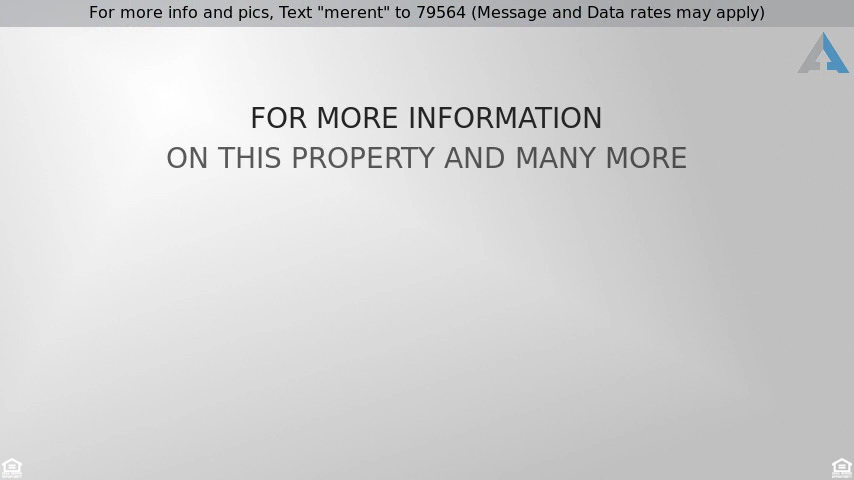 For more info and pics, Text "merent" to 79564 (Message and Data rates may apply)
FOR MORE INFORMATION
ON THIS PROPERTY AND MANY MORE